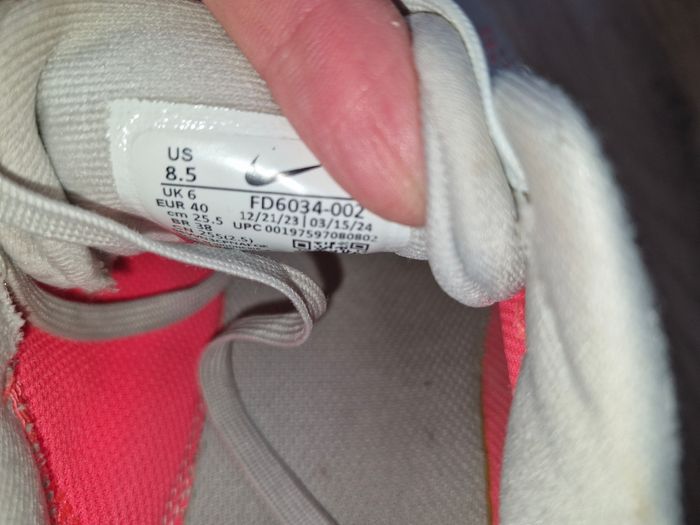 US
8.5
UK 6
EUR 40
cm 25.5
BR 38
FD6034-002
12/21/23 | 03/15/24
UPC 00197597080802